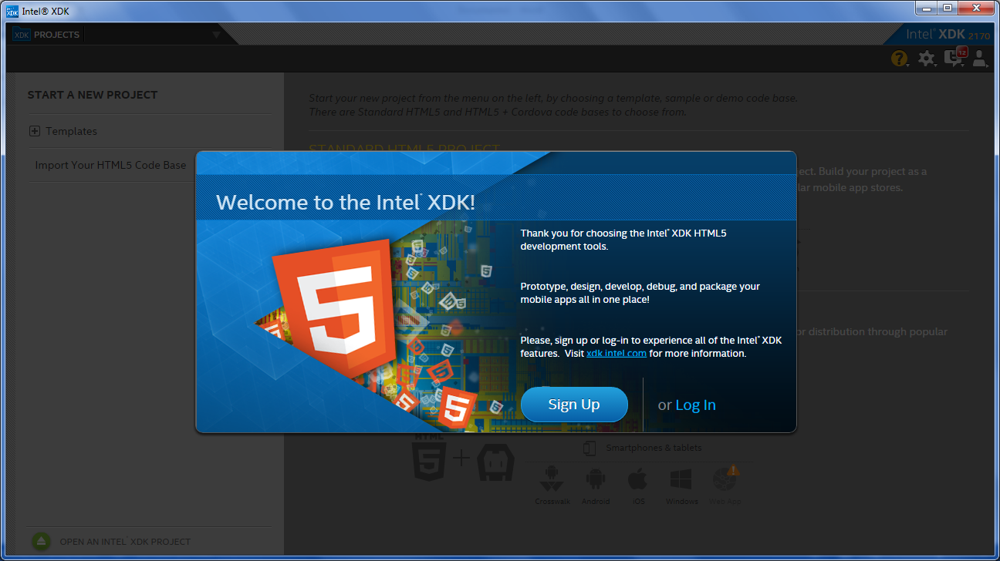 Intel® XDK
XDK PROJECTS
Intel® XDK 2170
?
12
START A NEW PROJECT
Templates
Import Your HTML5 Code Base
Start your new project from the menu on the left, by choosing a template, sample or demo code base.
There are Standard HTML5 and HTML5 + Cordova code bases to choose from.
STANDARD HTML5 PROJECT
ect. Build your project as a
lar mobile app stores.
Welcome to the Intel® XDK!
Thank you for choosing the Intel® XDK HTML5
development tools.
Prototype, design, develop, debug, and package your
mobile apps all in one place!
Please, sign up or log-in to experience all of the Intel® XDK
features. Visit xdk.intel.com for more information.
Sign Up
or Log In
or distribution through popular
HTML
5 +
Smartphones & tablets
Crosswalk Android iOS Windows Web App
OPEN AN INTEL® XDK PROJECT